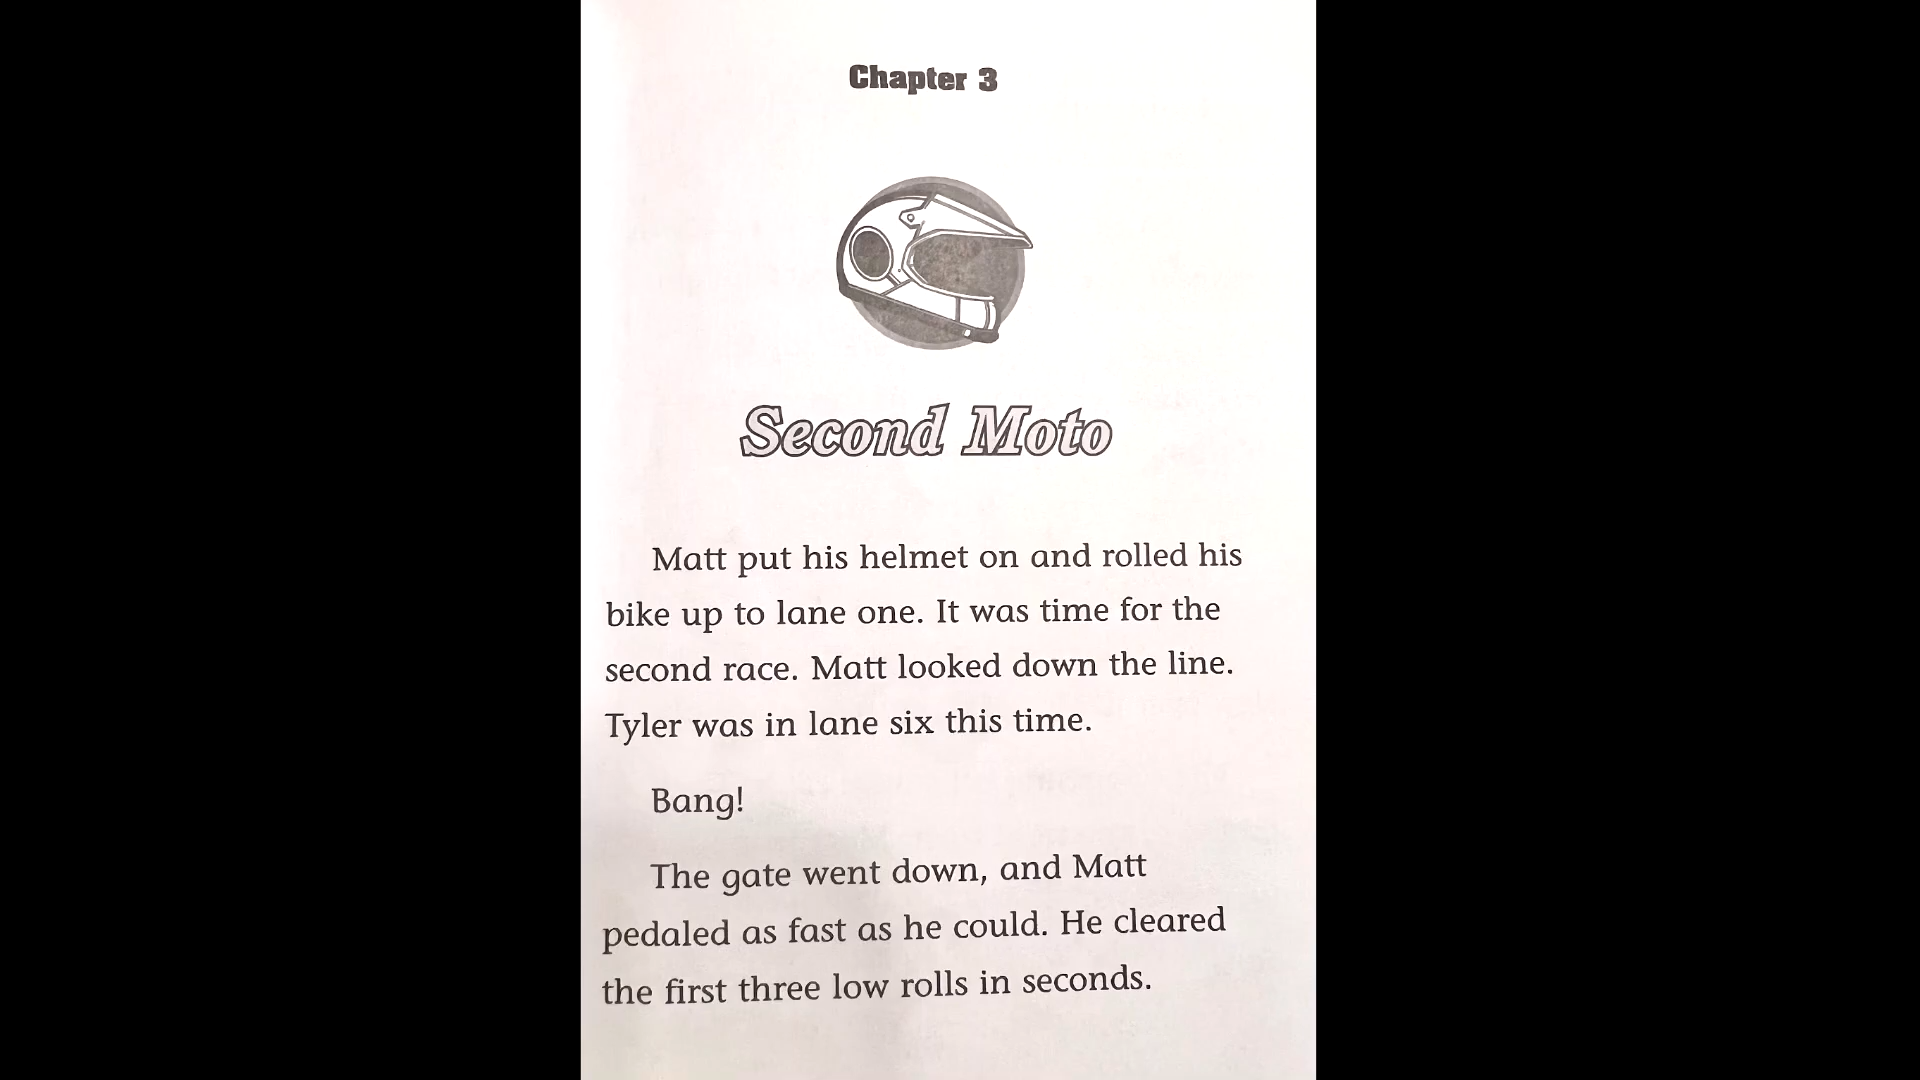 Chapter 3
Second Moto
Matt put his helmet on and rolled his
bike up to lane one. It was time for the
second race. Matt looked down the line.
Tyler was in lane six this time.
Bang!
The gate went down, and Matt
pedaled as fast as he could. He cleared
the first three low rolls in seconds.